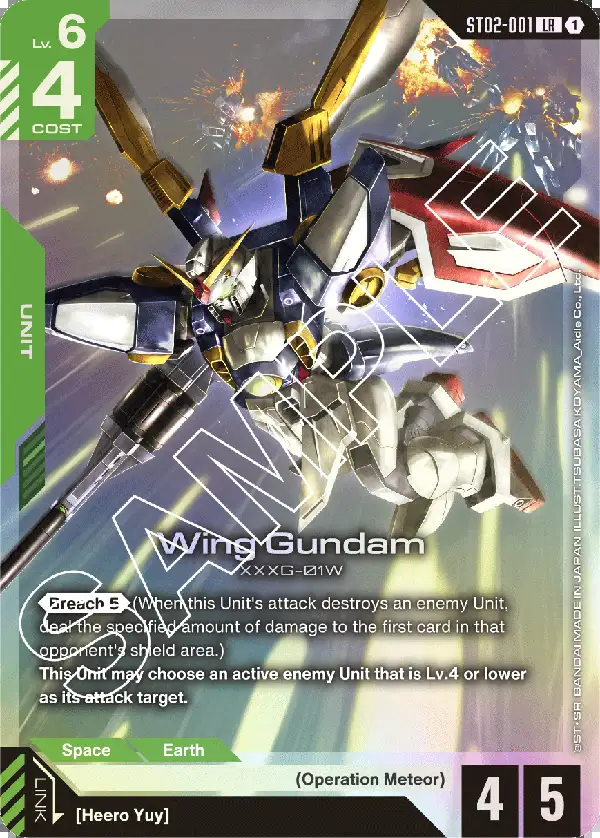 Lv. 6
4
COST
ST02-001 LR 1
UNIT
SAMPLE
Wing Gundam
XXXG-01W
Breach 5 (When this Unit's attack destroys an enemy Unit,
deal the specified amount of damage to the first card in that
opponent's shield area.)
This Unit may choose an active enemy Unit that is Lv.4 or lower
as its attack target.
Space Earth
(Operation Meteor)
LINK
[Heero Yuy]
4 5
©ST・SR BANDAI MADE IN JAPAN ILLUST.TSUBASA KOYAMA_Aide Co., Ltd.